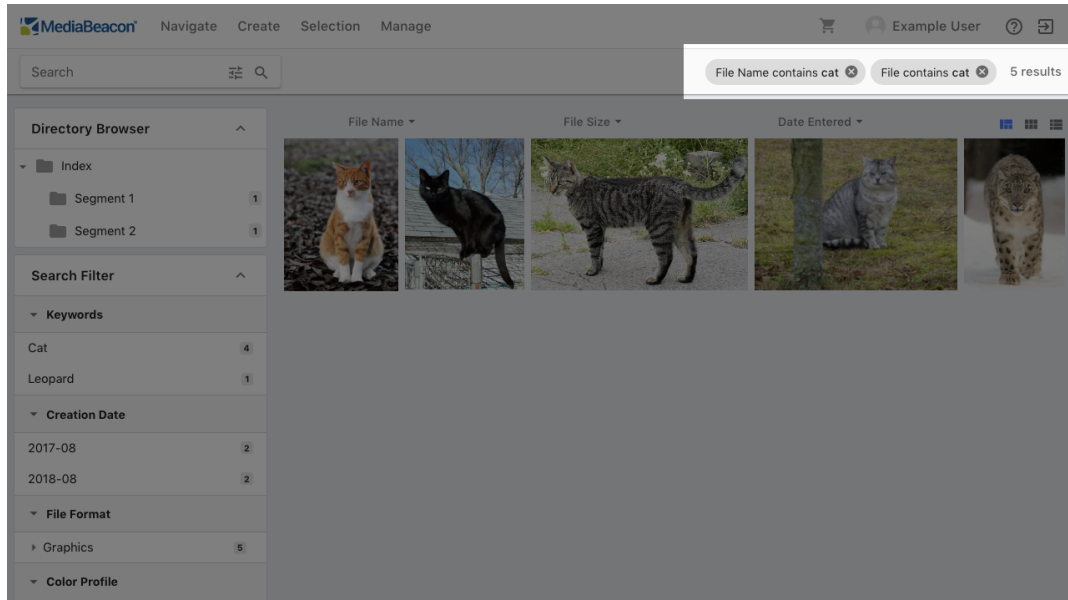 MediaBeacon® Navigate Create Selection Manage Example User
Search
File Name contains cat File contains cat 5 results
Directory Browser
Index
Segment 1 1
Segment 2 1
Search Filter
Keywords
Cat 4
Leopard 1
Creation Date
2017-08 2
2018-08 2
File Format
Graphics 5
Color Profile
File Name File Size Date Entered